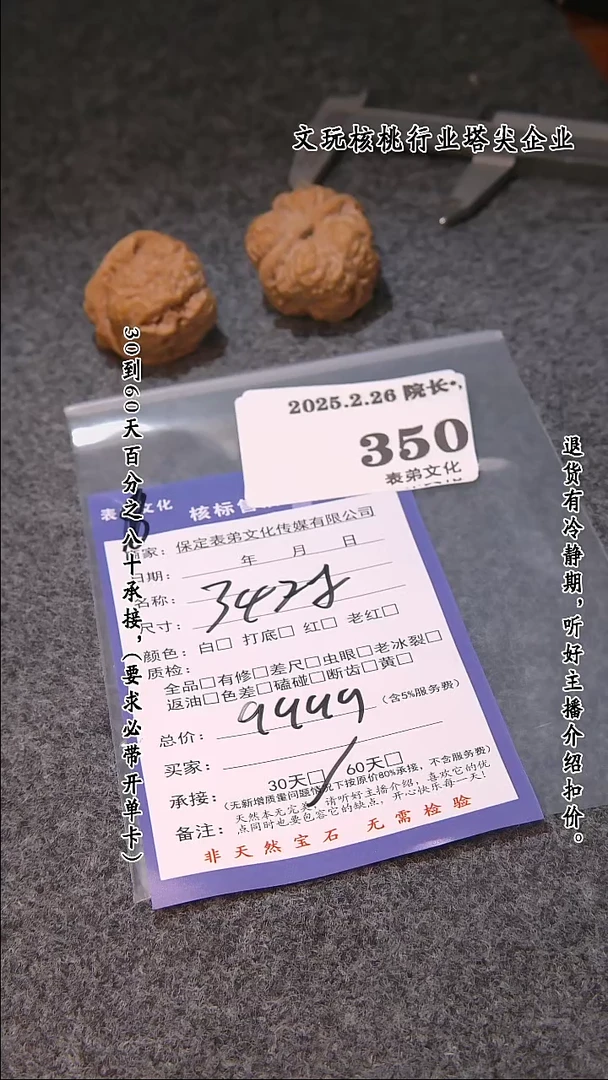 文玩核桃行业塔尖企业
30到60天百分之八十承接，（要求必带开单卡）
退货有冷静期，听好主播介绍扣价。
2025.2.26 院长
350
表弟文化
表弟文化 核标售
商家：保定表弟文化传媒有限公司
日期： 年 月 日
名称：
尺寸：
颜色：白□ 打底□ 红□ 老红□
质检：
全品□有修□差尺□虫眼□老冰裂□
返油□色差□磕碰□断齿□黄□
总价： 9999 （含5%服务费）
买家：
承接： 30天□ 60天□
（无新增质量问题情况下按原价80%承接，不含服务费）
备注：天然本无完美，请听好主播介绍，喜欢它的优
点同时也要包容它的缺点，开心快乐每一天！
非天然宝石 无需检验